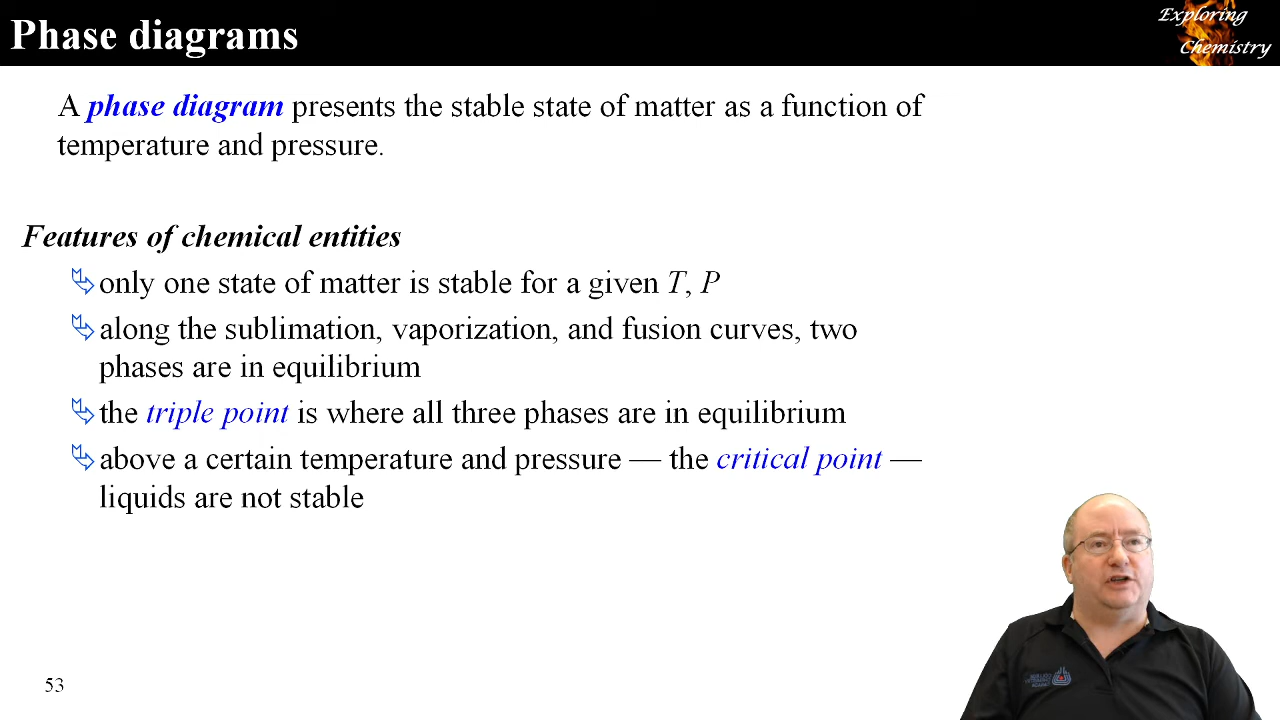 Phase diagrams
Exploring
Chemistry
A phase diagram presents the stable state of matter as a function of
temperature and pressure.
Features of chemical entities
only one state of matter is stable for a given T, P
along the sublimation, vaporization, and fusion curves, two
phases are in equilibrium
the triple point is where all three phases are in equilibrium
above a certain temperature and pressure — the critical point —
liquids are not stable
53